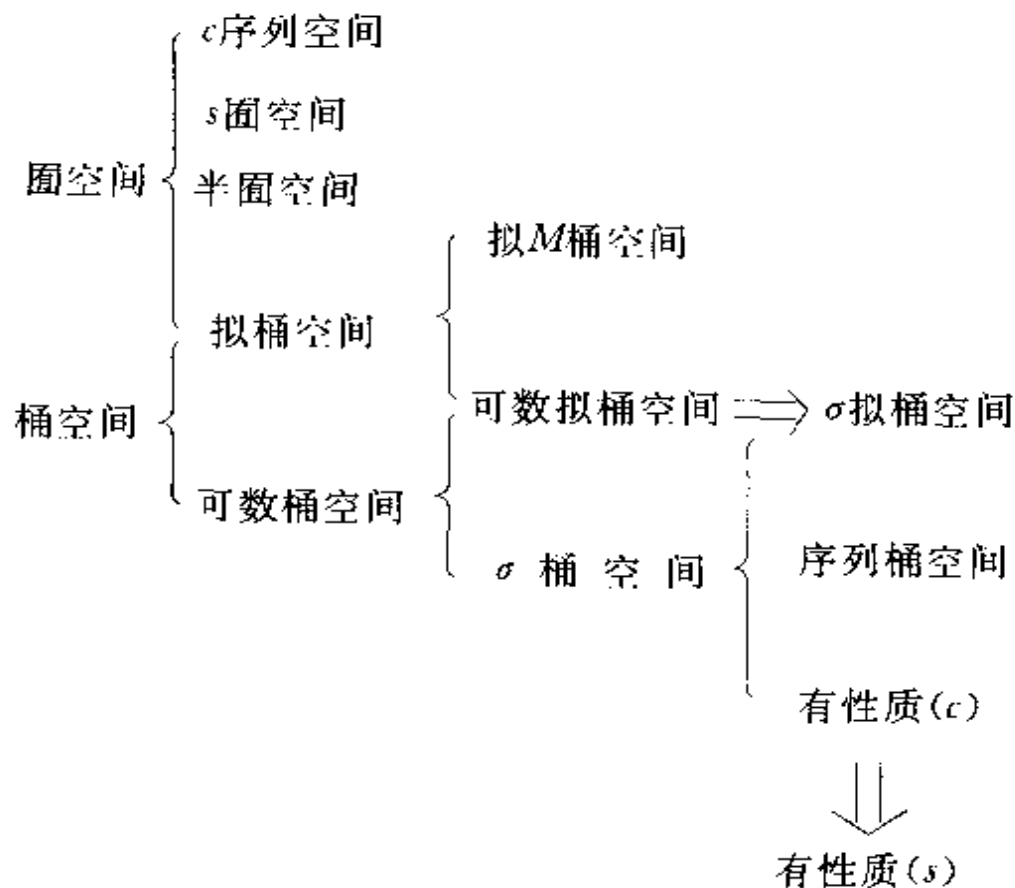 c序列空间
s囿空间
囿空间
半囿空间
拟M桶空间
拟桶空间
可数拟桶空间 ⇒ σ拟桶空间
桶空间
可数桶空间
σ 桶 空 间
序列桶空间
有性质(c)
⇓
有性质(s)